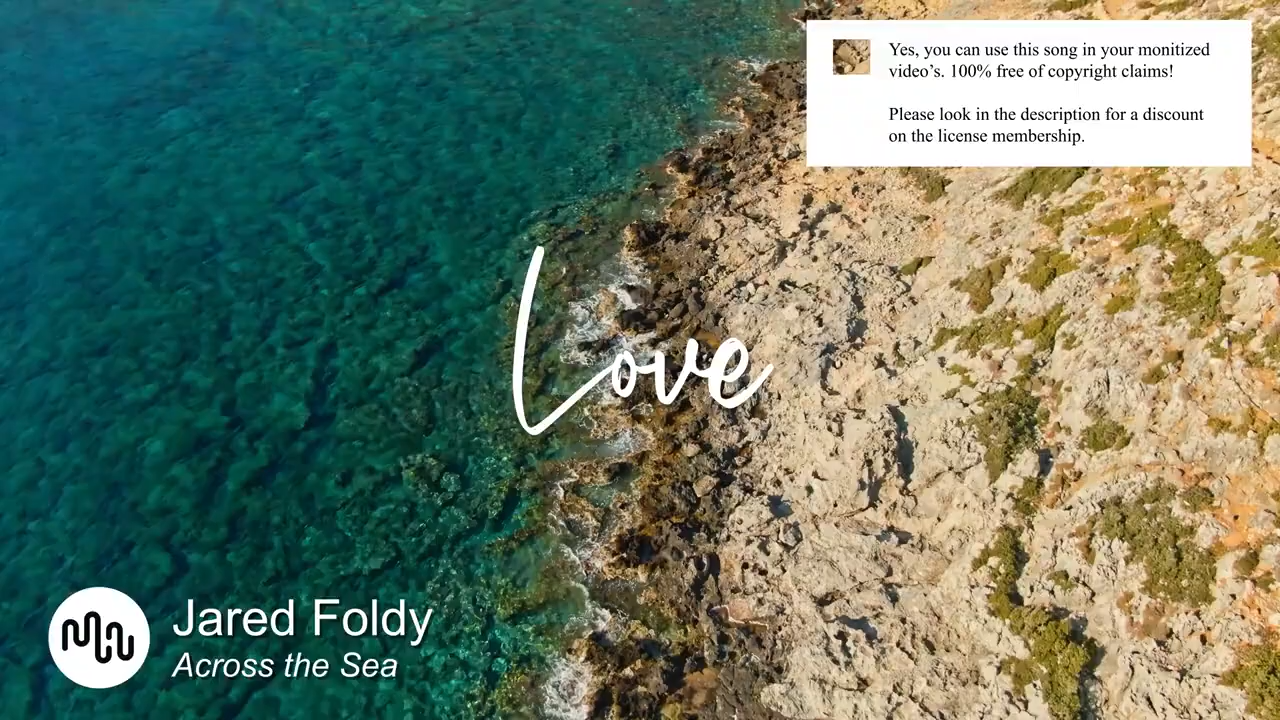 Yes, you can use this song in your monitized
video’s. 100% free of copyright claims!
Please look in the description for a discount
on the license membership.
Love
Jared Foldy
Across the Sea